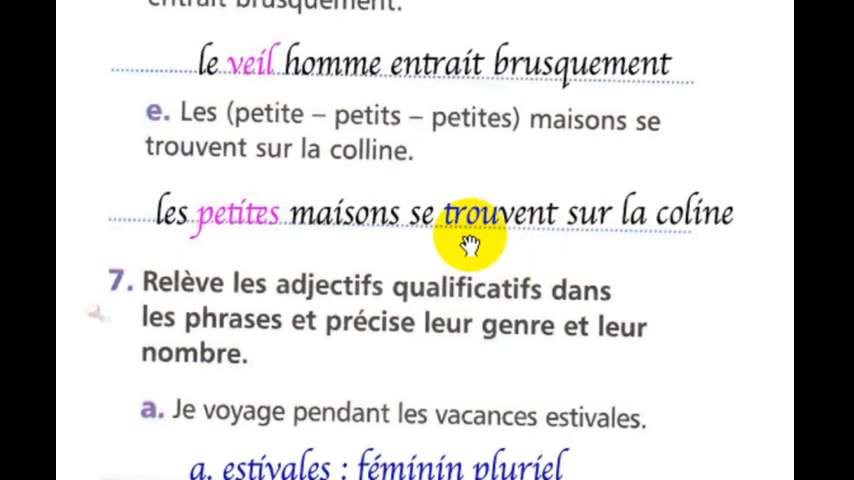 entrait brusquement.
le veil homme entrait brusquement
e. Les (petite – petits – petites) maisons se
trouvent sur la colline.
les petites maisons se trouvent sur la coline
7. Relève les adjectifs qualificatifs dans
les phrases et précise leur genre et leur
nombre.
a. Je voyage pendant les vacances estivales.
a. estivales : féminin pluriel